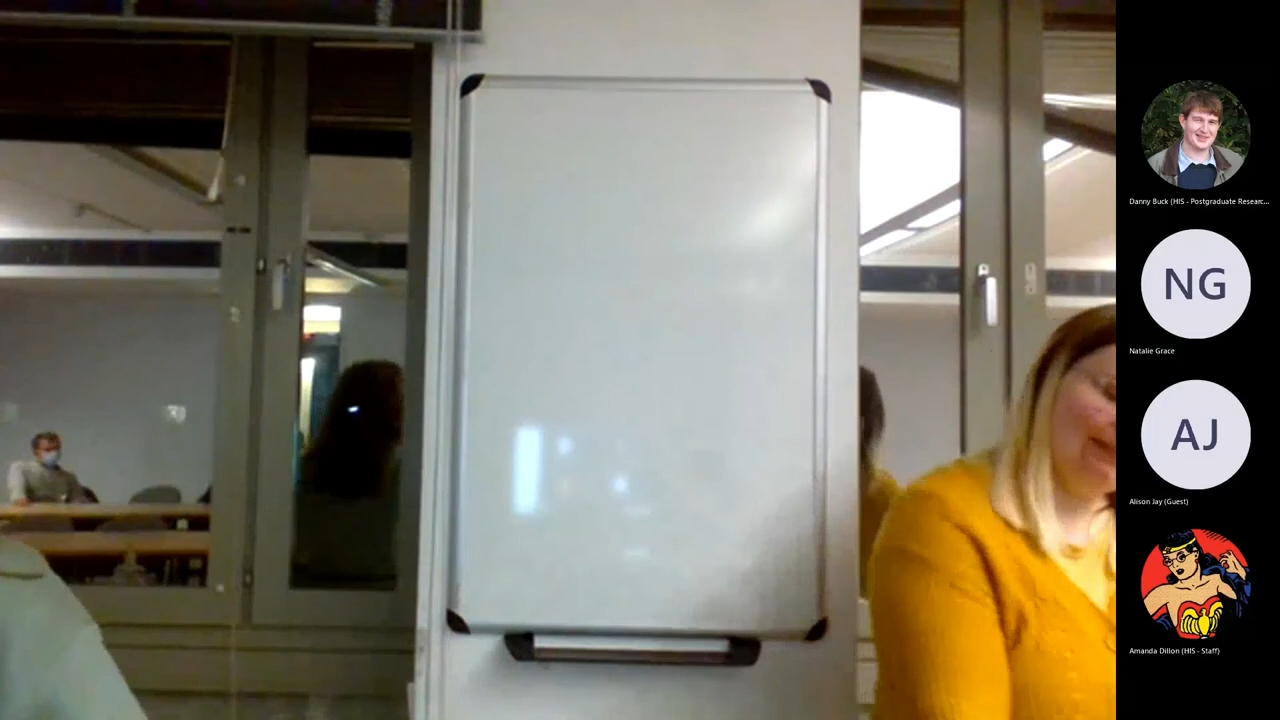 Danny Buck (HIS - Postgraduate Researc...
NG
Natalie Grace
AJ
Alison Jay (Guest)
Amanda Dillon (HIS - Staff)